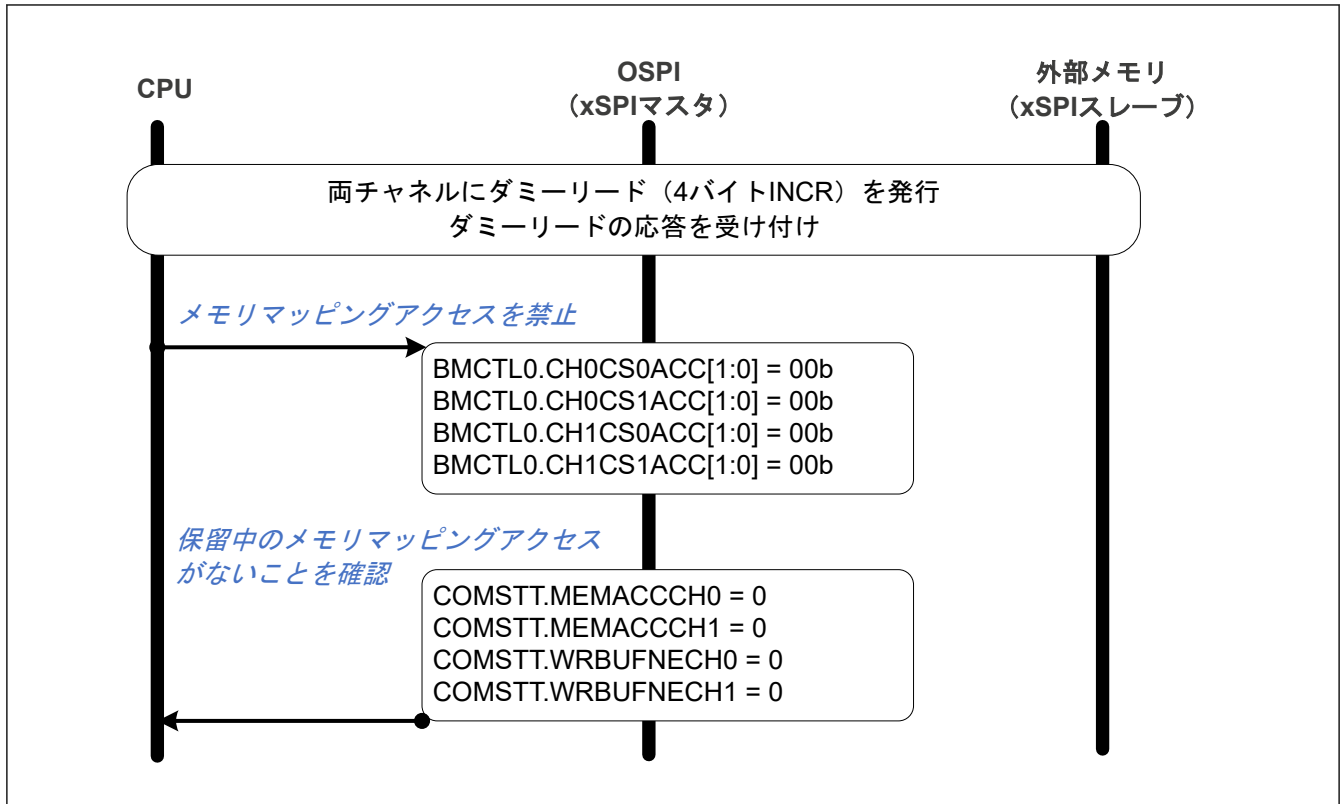 CPU
OSPI
（xSPIマスタ）
外部メモリ
（xSPIスレーブ）
両チャネルにダミーリード（4バイトINCR）を発行
ダミーリードの応答を受け付け
メモリマッピングアクセスを禁止
BMCTL0.CH0CS0ACC[1:0] = 00b
BMCTL0.CH0CS1ACC[1:0] = 00b
BMCTL0.CH1CS0ACC[1:0] = 00b
BMCTL0.CH1CS1ACC[1:0] = 00b
保留中のメモリマッピングアクセス
がないことを確認
COMSTT.MEMACCCH0 = 0
COMSTT.MEMACCCH1 = 0
COMSTT.WRBUFNECH0 = 0
COMSTT.WRBUFNECH1 = 0